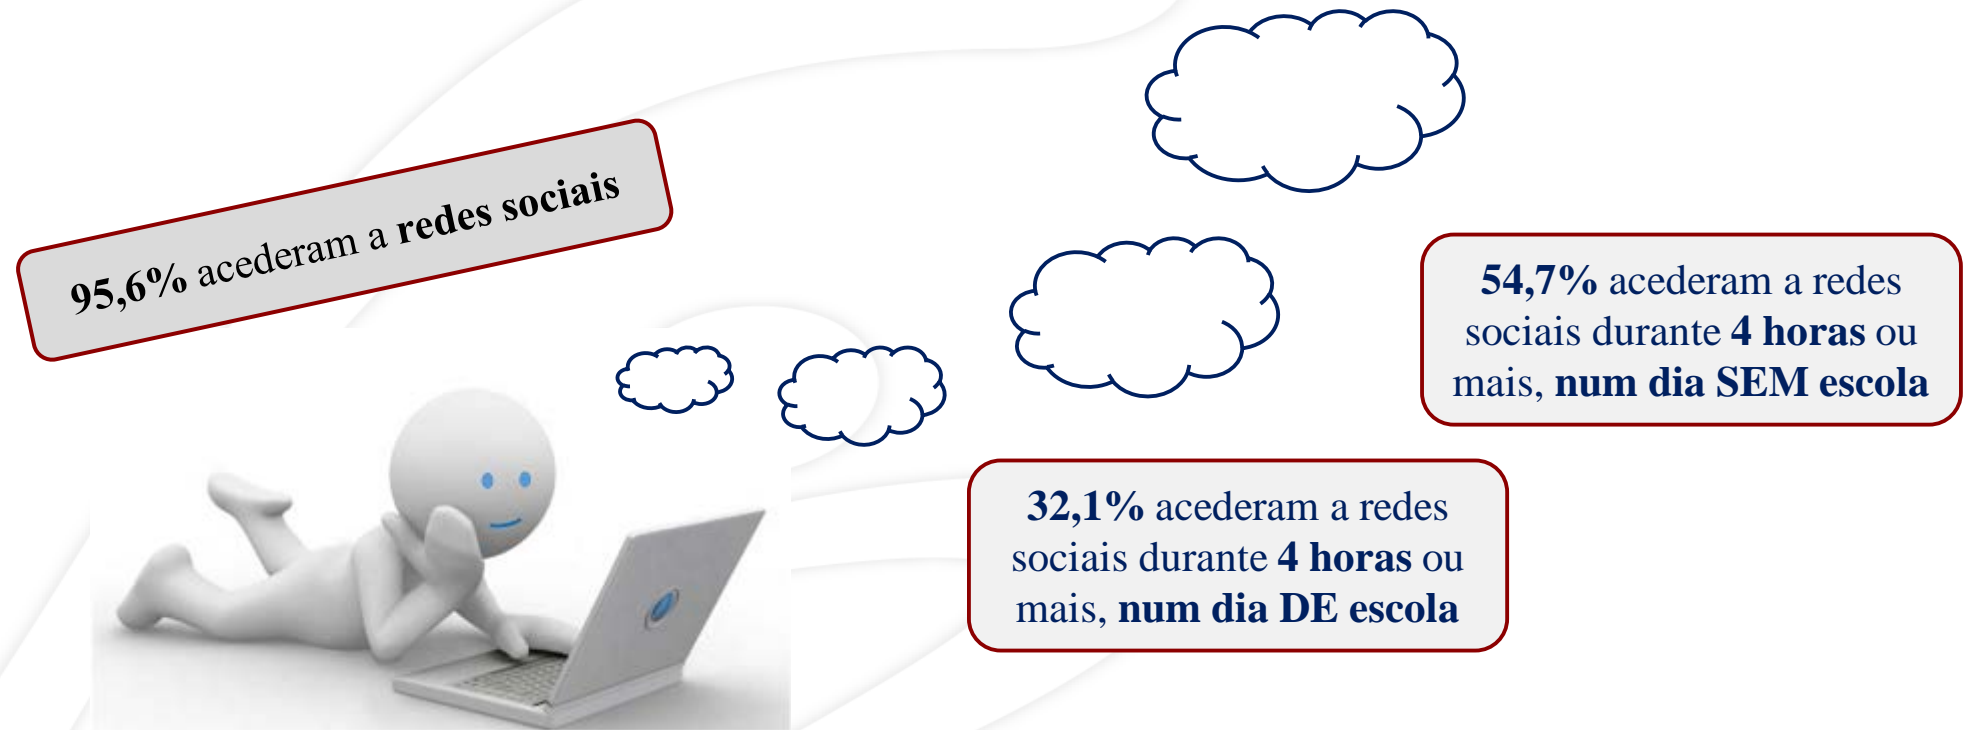 95,6% acederam a redes sociais
54,7% acederam a redes
sociais durante 4 horas ou
mais, num dia SEM escola
32,1% acederam a redes
sociais durante 4 horas ou
mais, num dia DE escola